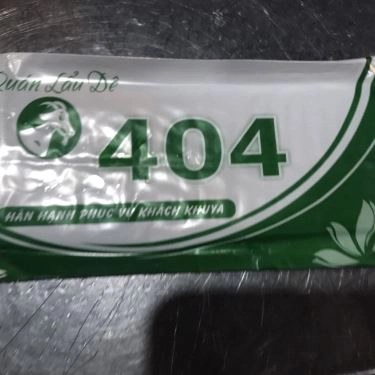 Quán Lẩu Dê
404
HÂN HẠNH PHỤC VỤ KHÁCH KHUYA